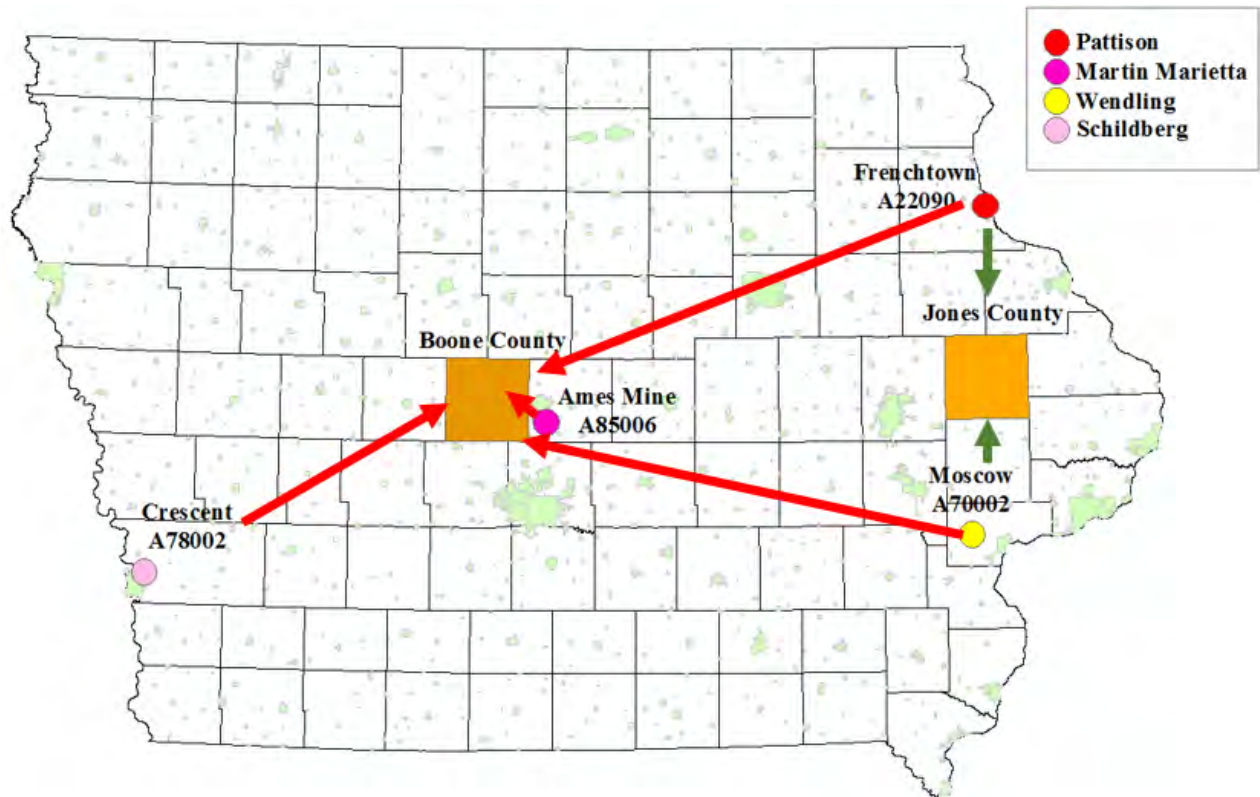 Pattison
Martin Marietta
Wendling
Schildberg
Frenchtown
A22090
Jones County
Boone County
Ames Mine
A85006
Moscow
A70002
Crescent
A78002